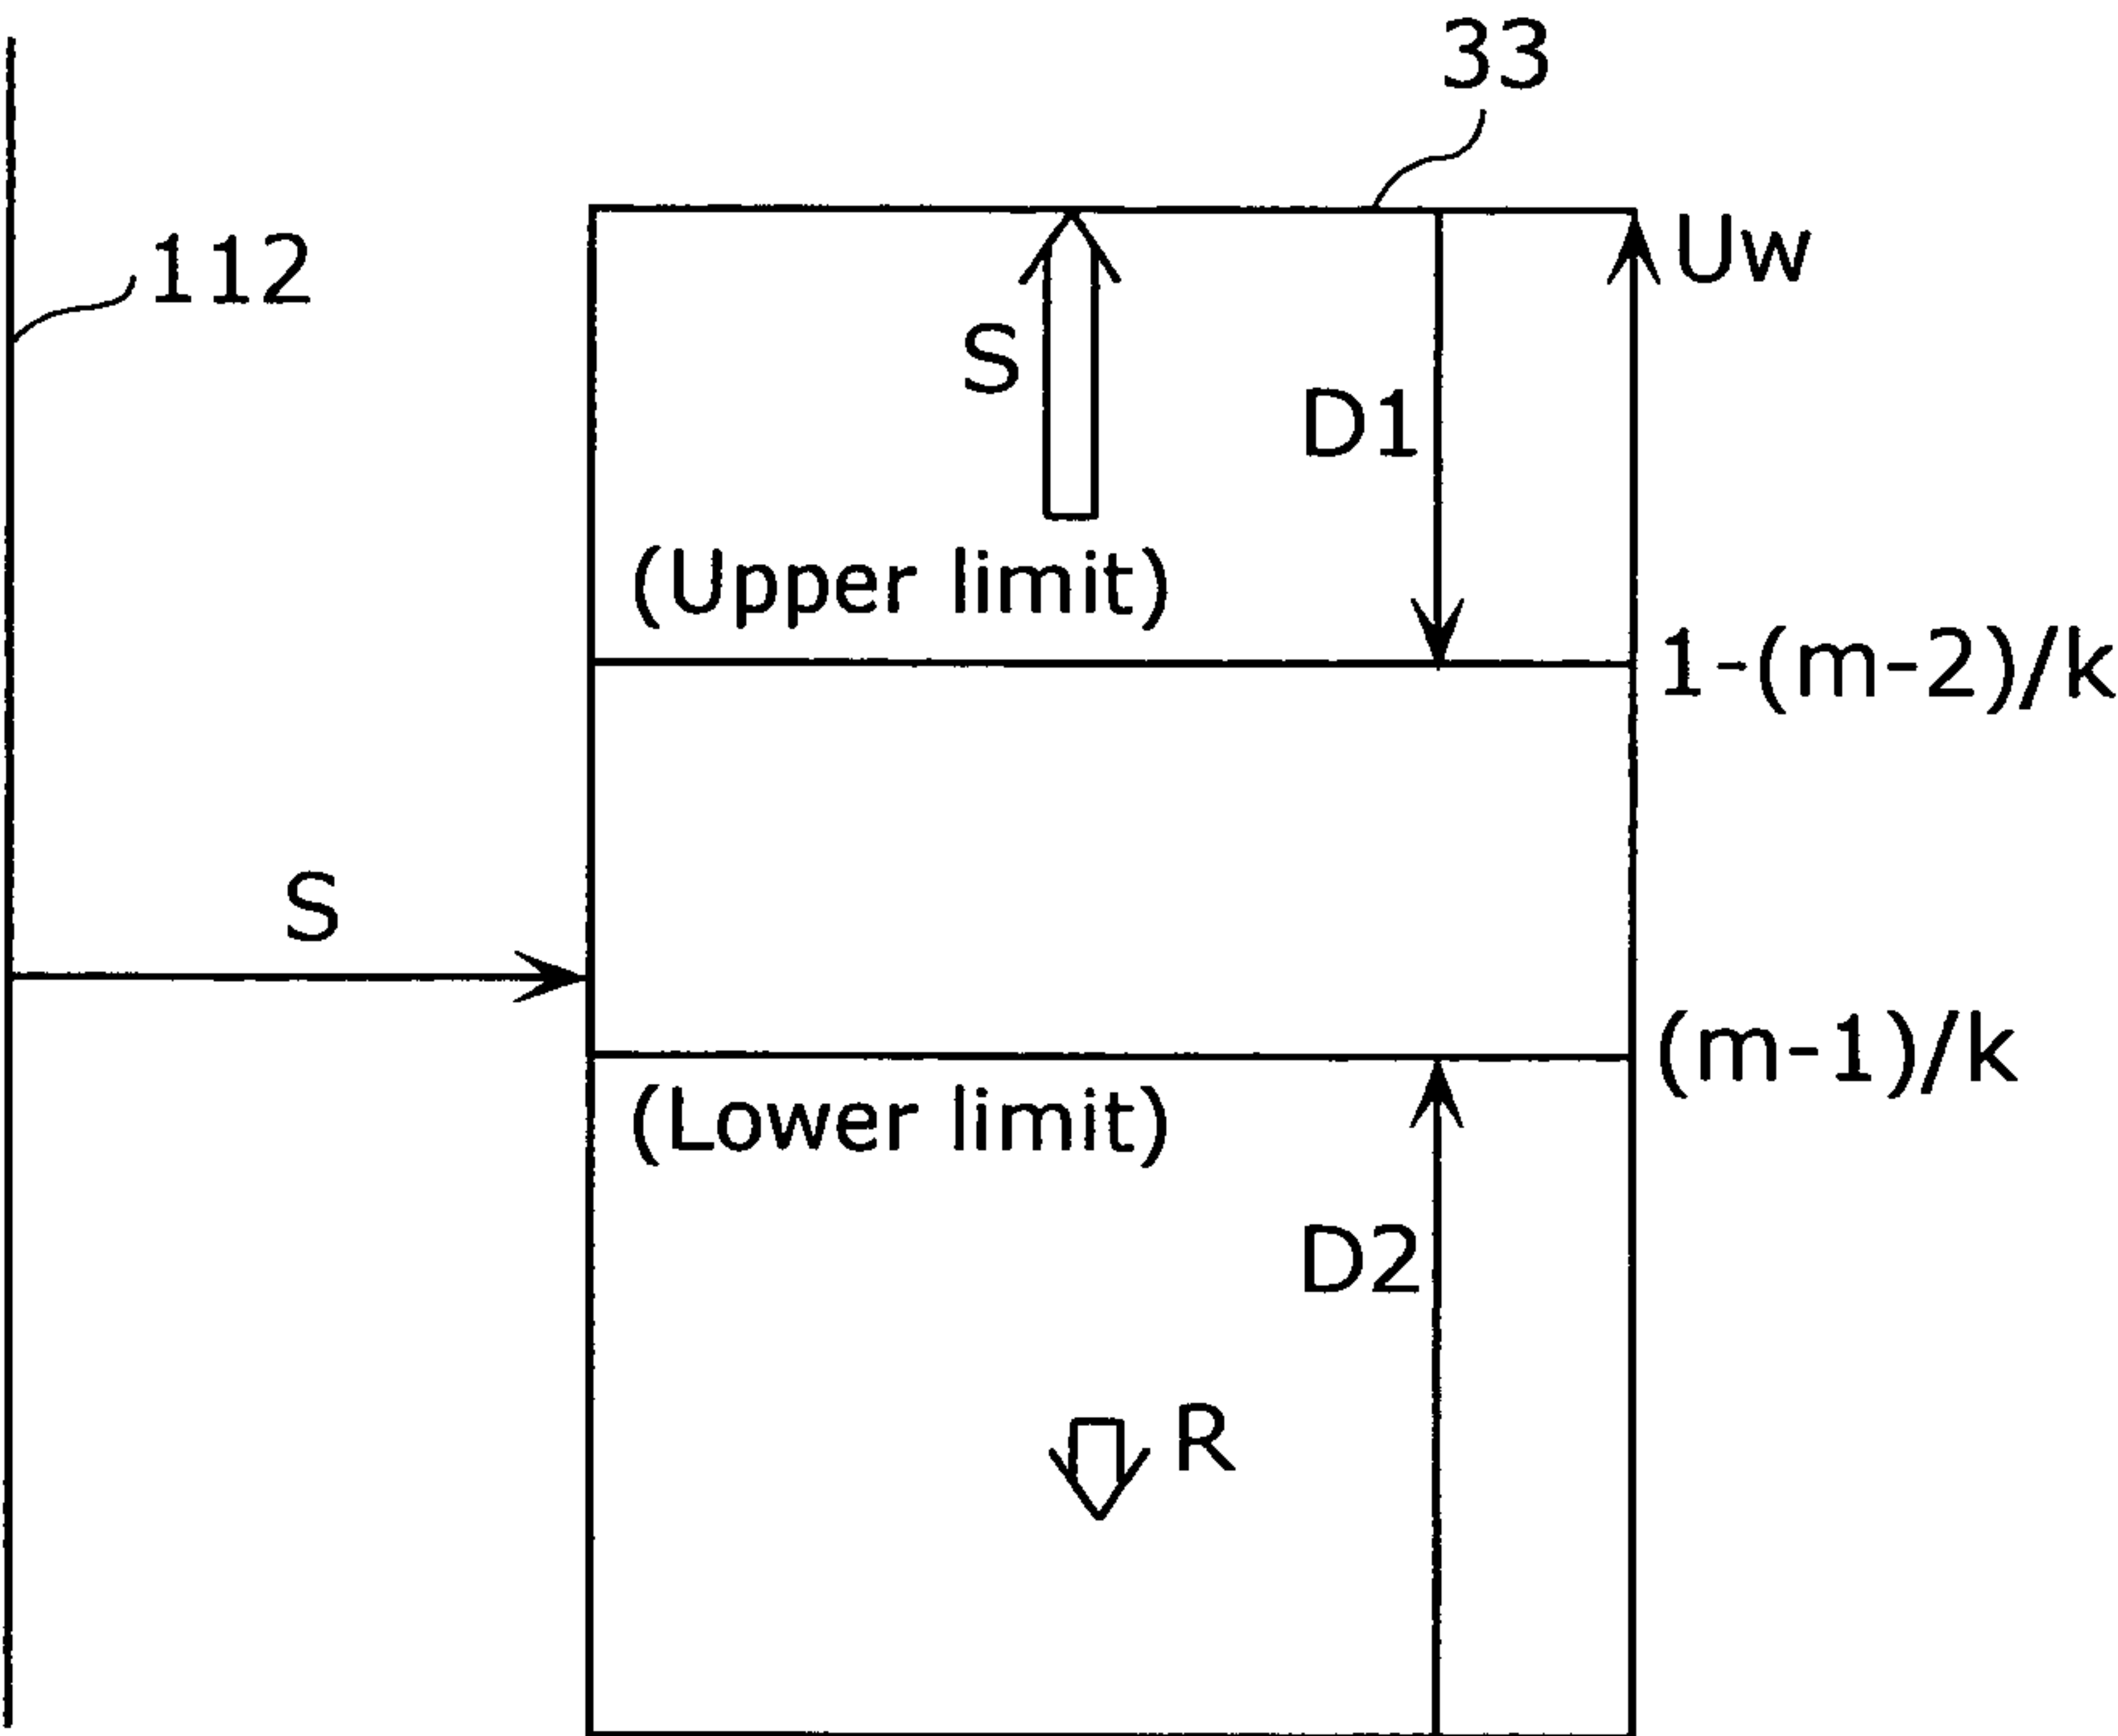 33
112
Uw
S
D1
(Upper limit)
1-(m-2)/k
S
(m-1)/k
(Lower limit)
D2
R